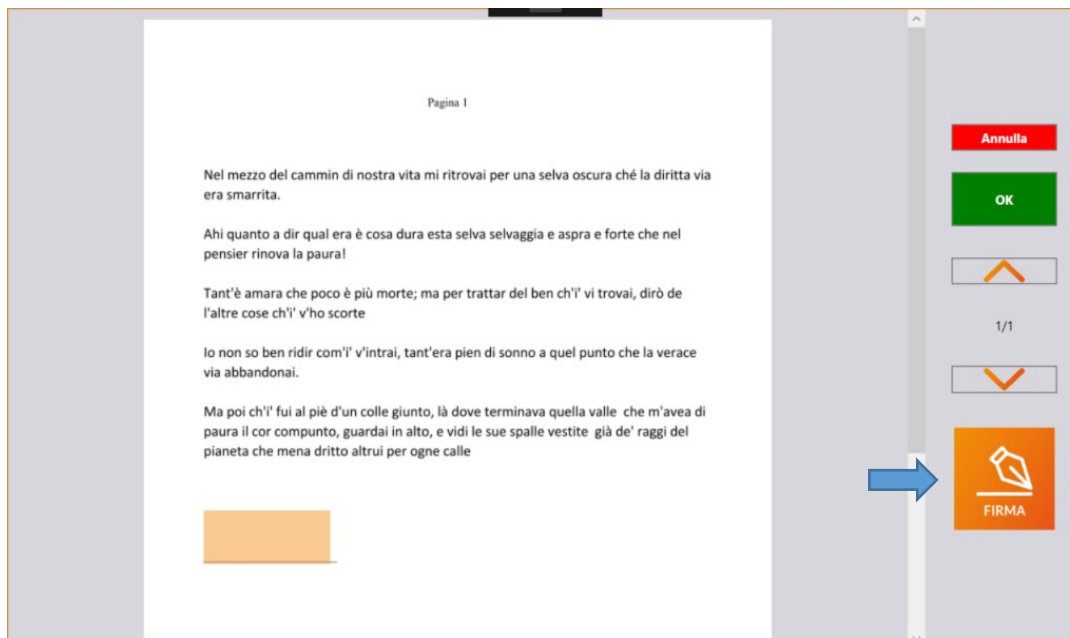 Pagina 1
Nel mezzo del cammin di nostra vita mi ritrovai per una selva oscura ché la diritta via
era smarrita.
Ahi quanto a dir qual era è cosa dura esta selva selvaggia e aspra e forte che nel
pensier rinova la paura!
Tant'è amara che poco è più morte; ma per trattar del ben ch'i' vi trovai, dirò de
l'altre cose ch'i' v'ho scorte
Io non so ben ridir com'i' v'intrai, tant'era pien di sonno a quel punto che la verace
via abbandonai.
Ma poi ch'i' fui al piè d'un colle giunto, là dove terminava quella valle  che m'avea di
paura il cor compunto, guardai in alto, e vidi le sue spalle vestite  già de' raggi del
pianeta che mena dritto altrui per ogne calle
Annulla
OK
1/1
FIRMA